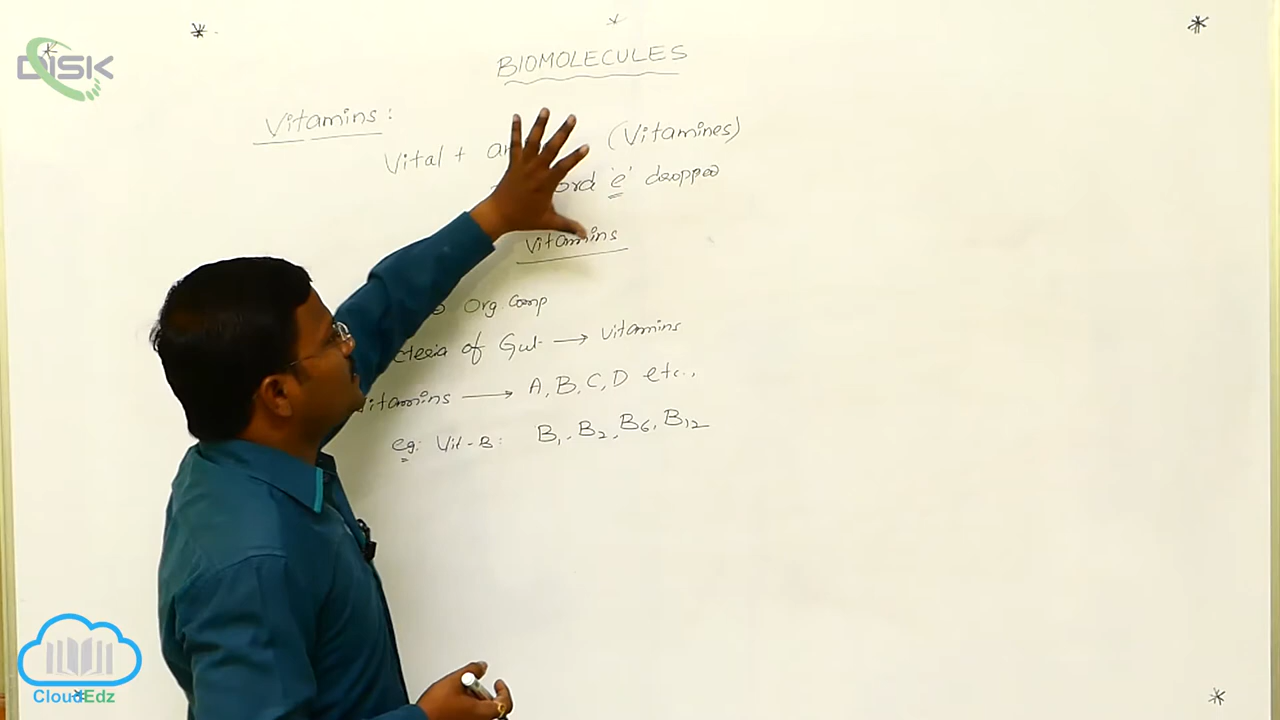 DISK
BIOMOLECULES
Vitamins :
Vital + (Vitamines)
'e' dropped
Vitamins
Org. Comp
of Gut → vitamins
→ A, B, C, D etc.,
eg: Vit-B: B1, B2, B6, B12
CloudEdz